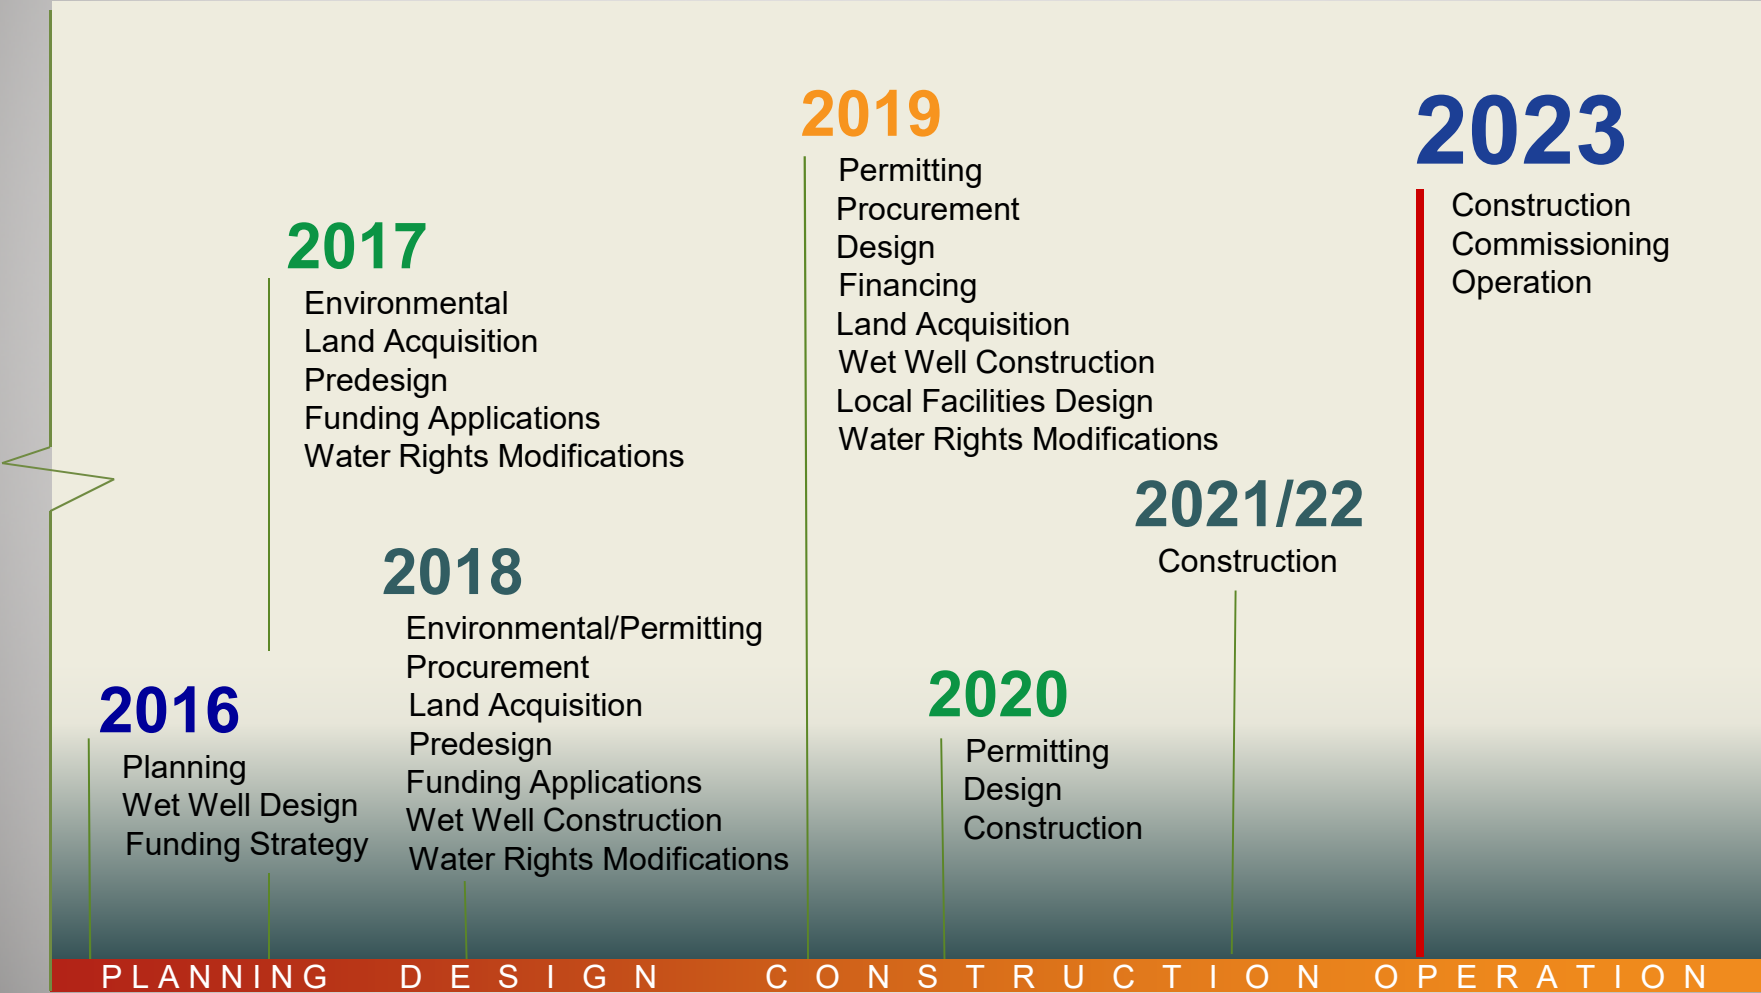 2016
Planning
Wet Well Design
Funding Strategy
2017
Environmental
Land Acquisition
Predesign
Funding Applications
Water Rights Modifications
2018
Environmental/Permitting
Procurement
Land Acquisition
Predesign
Funding Applications
Wet Well Construction
Water Rights Modifications
2019
Permitting
Procurement
Design
Financing
Land Acquisition
Wet Well Construction
Local Facilities Design
Water Rights Modifications
2020
Permitting
Design
Construction
2021/22
Construction
2023
Construction
Commissioning
Operation
PLANNING DESIGN CONSTRUCTION OPERATION